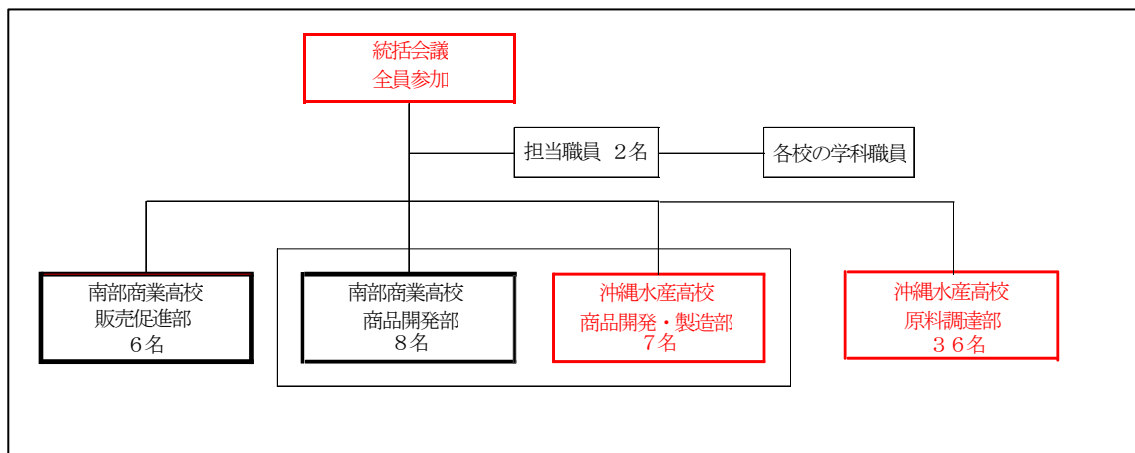 統括会議
全員参加
担当職員 2名
各校の学科職員
南部商業高校
販売促進部
6名
南部商業高校
商品開発部
8名
沖縄水産高校
商品開発・製造部
7名
沖縄水産高校
原料調達部
36名